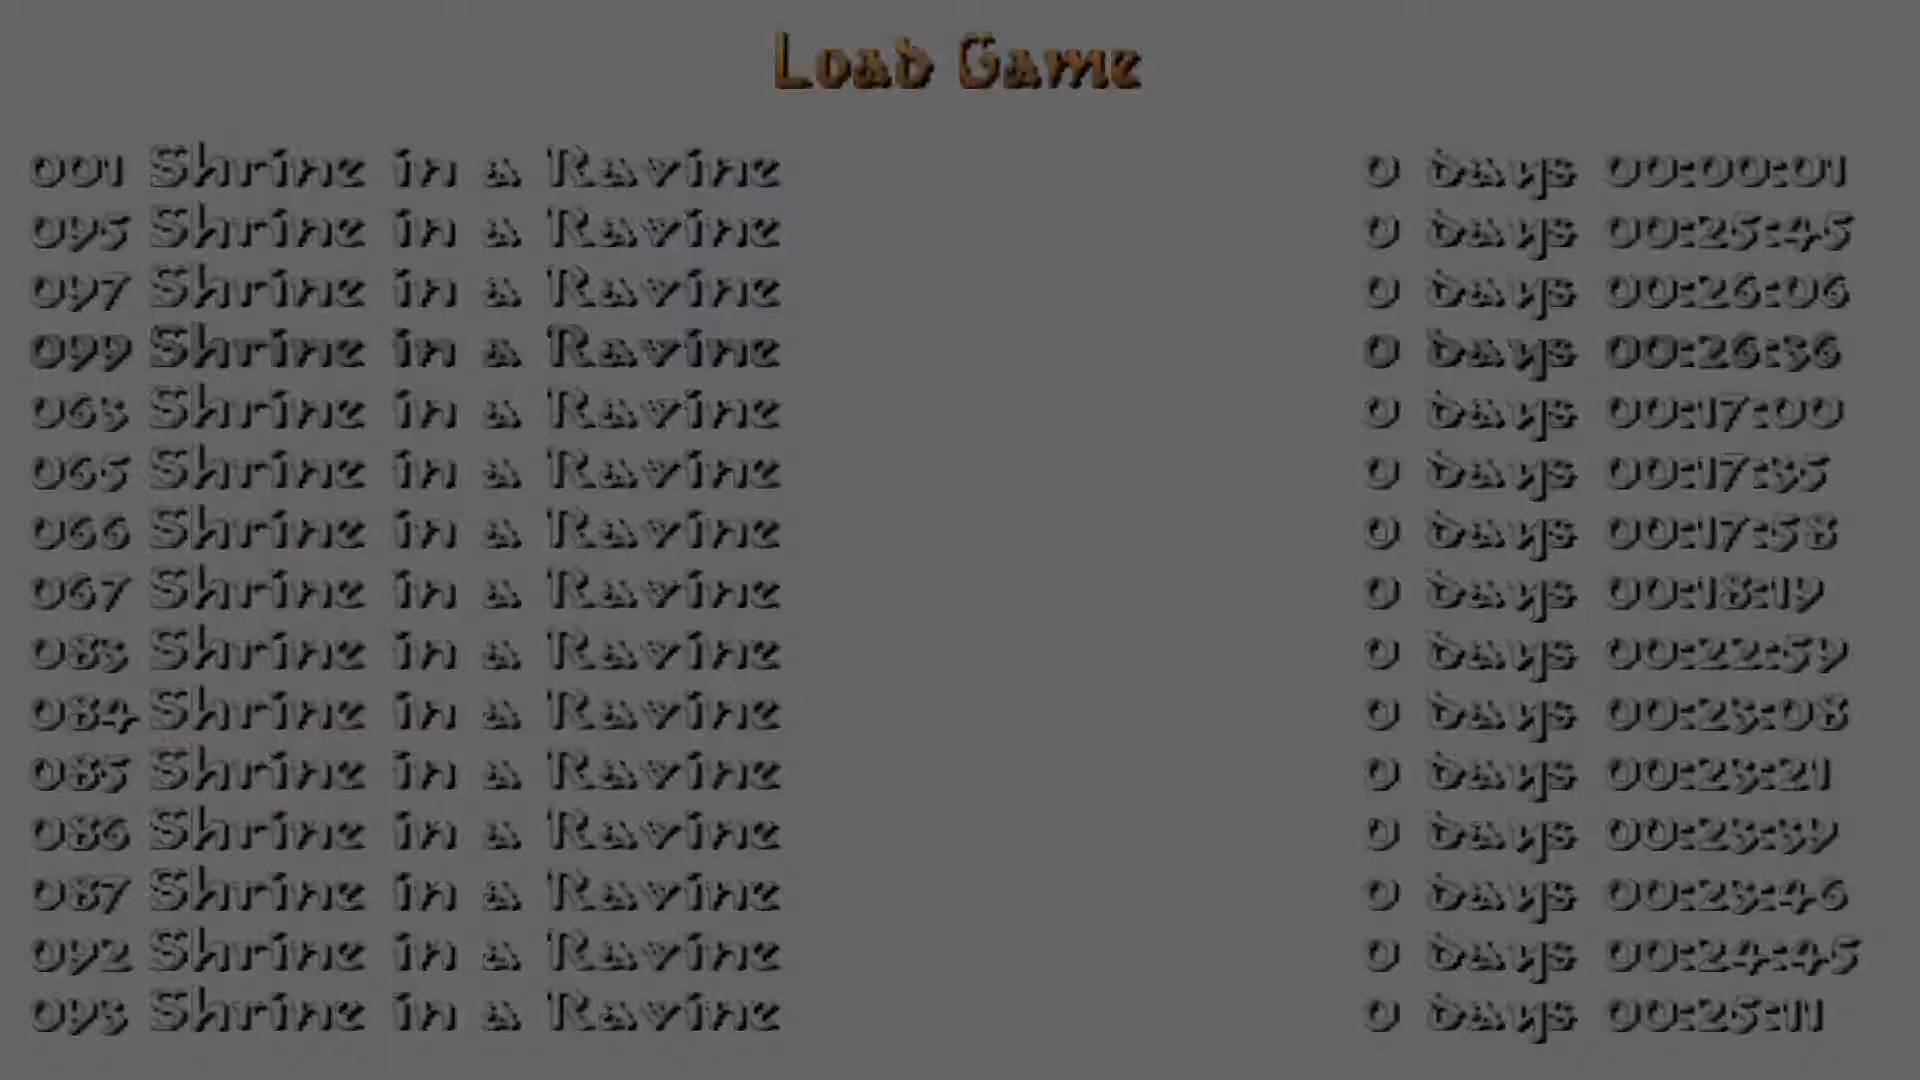 Load Game
001 Shrine in a Ravine 0 days 00:00:01
095 Shrine in a Ravine 0 days 00:25:45
097 Shrine in a Ravine 0 days 00:26:06
099 Shrine in a Ravine 0 days 00:26:36
063 Shrine in a Ravine 0 days 00:17:00
065 Shrine in a Ravine 0 days 00:17:35
066 Shrine in a Ravine 0 days 00:17:58
067 Shrine in a Ravine 0 days 00:18:19
083 Shrine in a Ravine 0 days 00:22:59
084 Shrine in a Ravine 0 days 00:23:08
085 Shrine in a Ravine 0 days 00:23:21
086 Shrine in a Ravine 0 days 00:23:39
087 Shrine in a Ravine 0 days 00:23:46
092 Shrine in a Ravine 0 days 00:24:45
093 Shrine in a Ravine 0 days 00:25:11